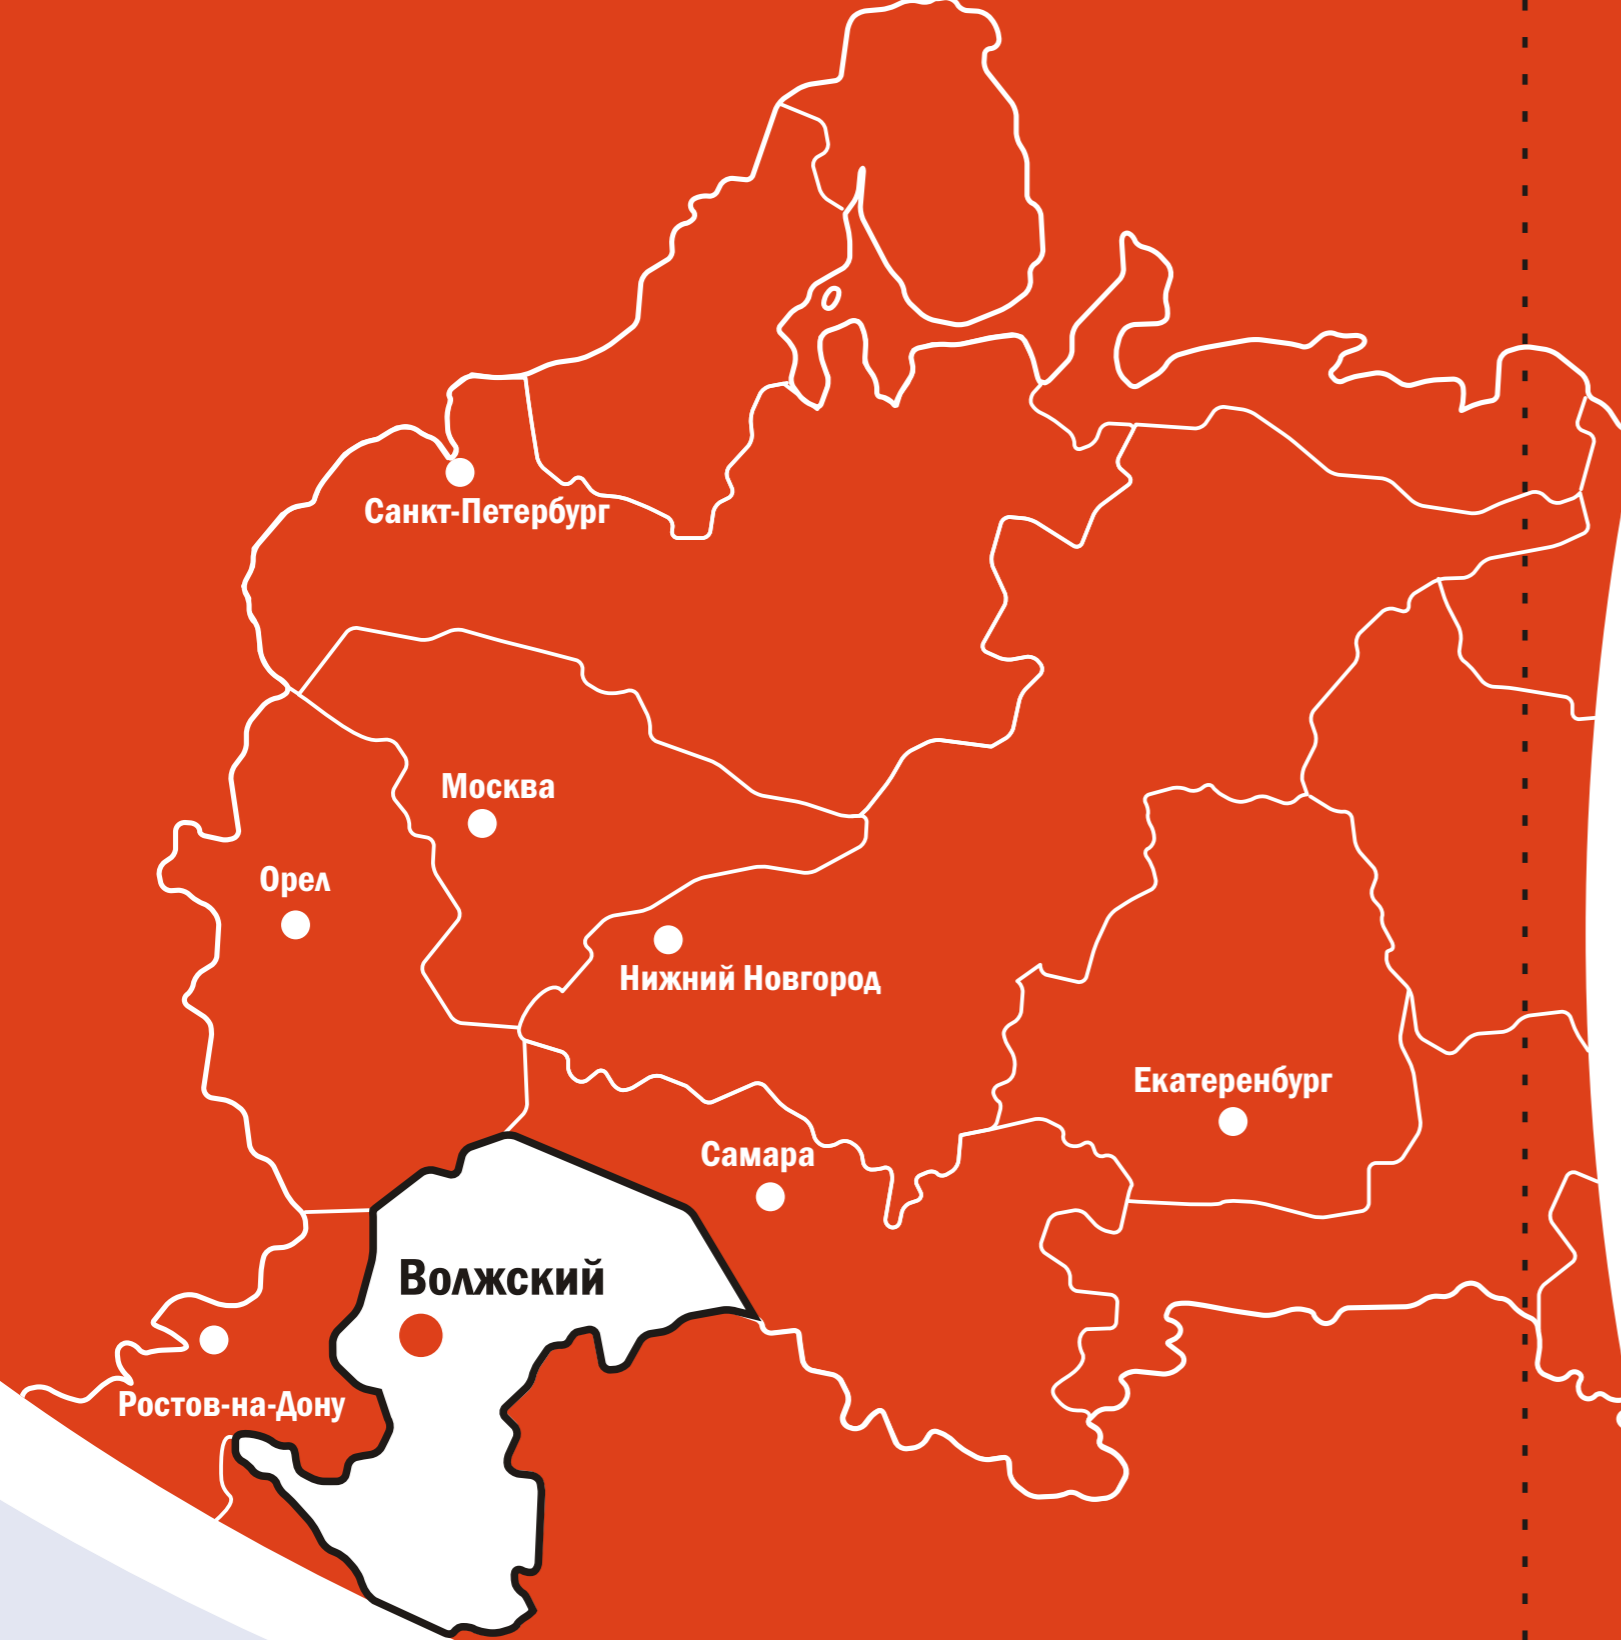 Санкт-Петербург
Москва
Орел
Нижний Новгород
Екатеренбург
Самара
Волжский
Ростов-на-Дону